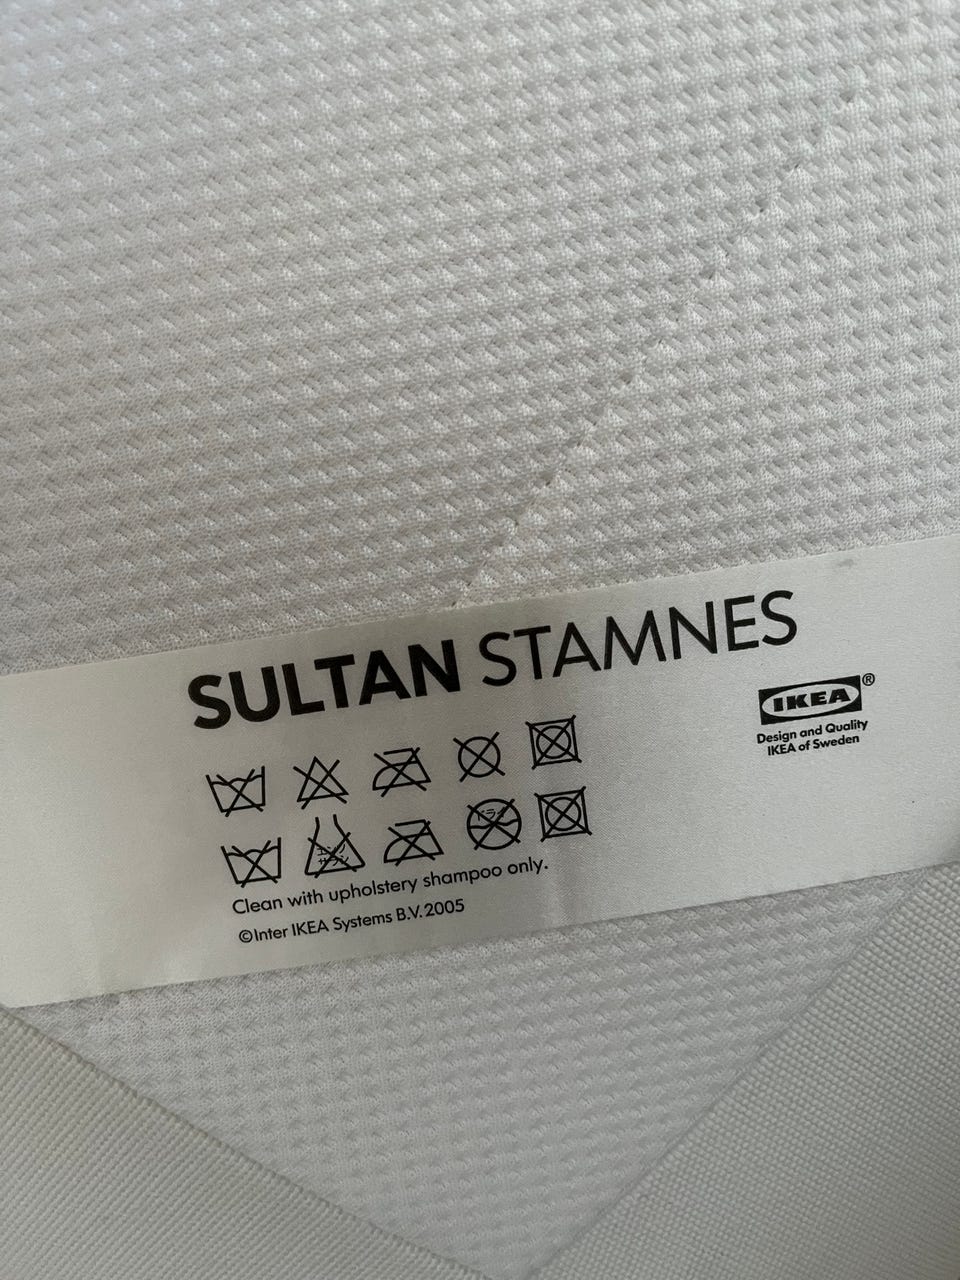 SULTAN STAMNES
IKEA®
Design and Quality
IKEA of Sweden
Clean with upholstery shampoo only.
©Inter IKEA Systems B.V. 2005